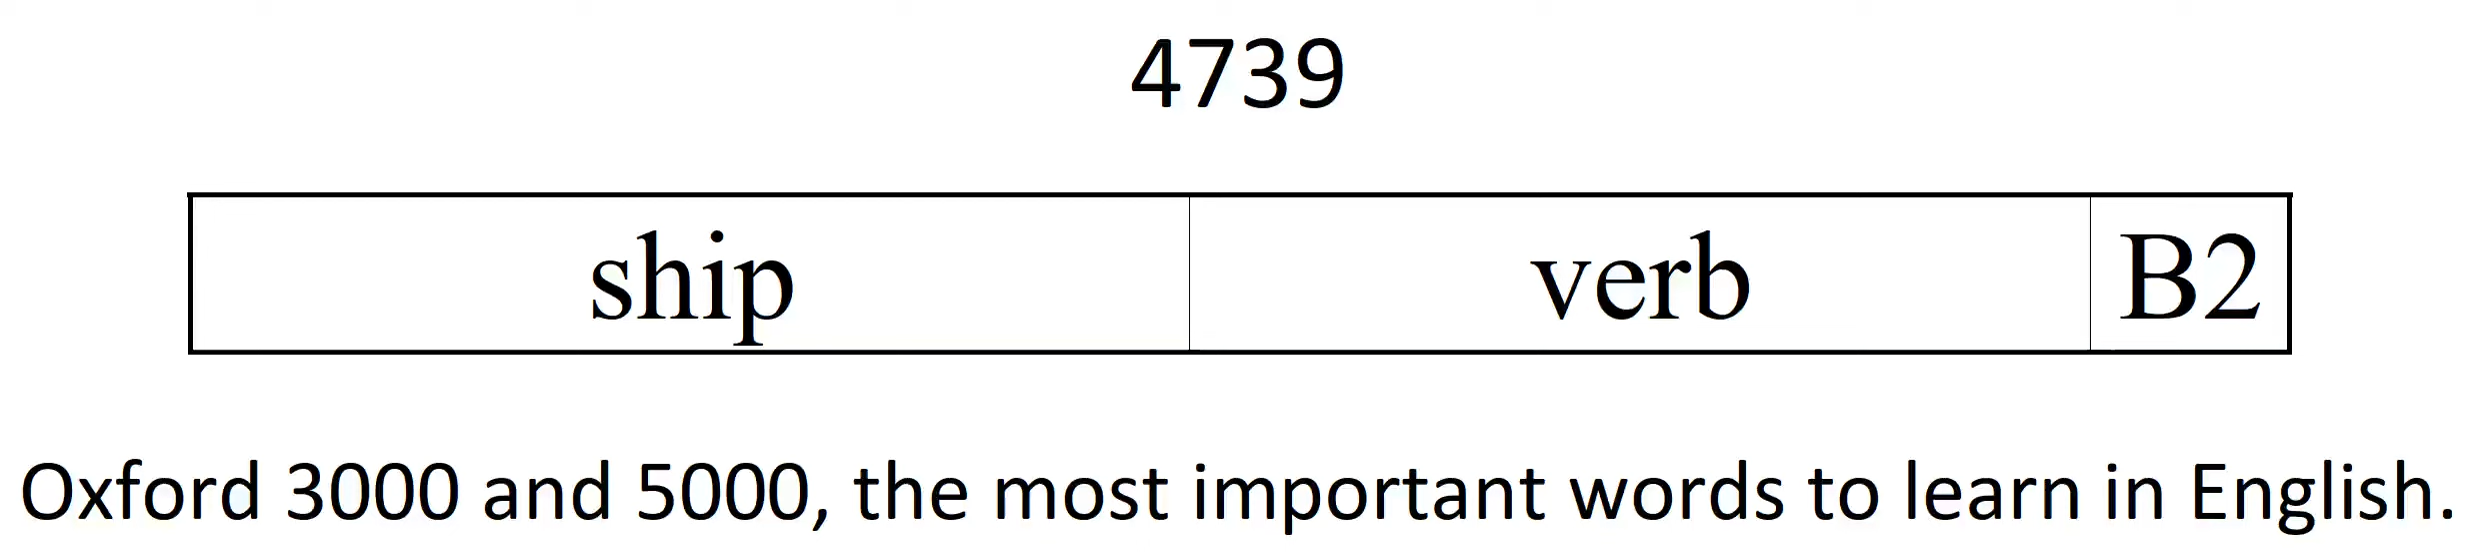 4739
ship verb B2
Oxford 3000 and 5000, the most important words to learn in English.